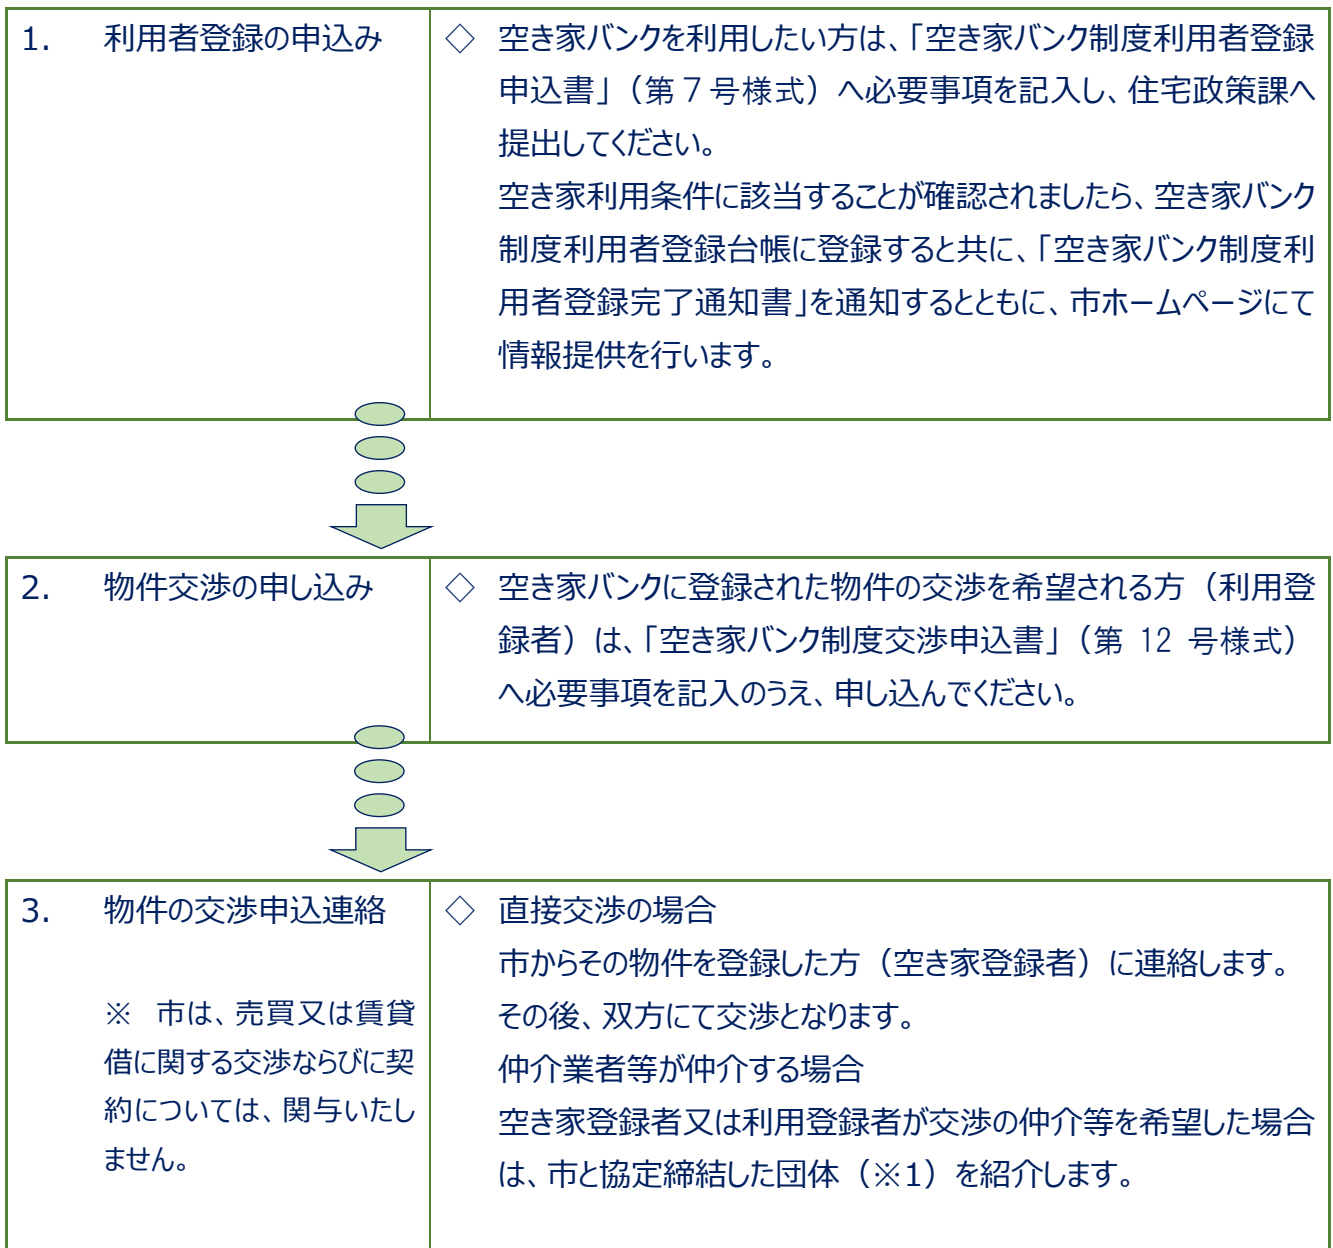 1. 利用者登録の申込み
◇ 空き家バンクを利用したい方は、「空き家バンク制度利用者登録
申込書」（第７号様式）へ必要事項を記入し、住宅政策課へ
提出してください。
空き家利用条件に該当することが確認されましたら、空き家バンク
制度利用者登録台帳に登録すると共に、「空き家バンク制度利
用者登録完了通知書」を通知するとともに、市ホームページにて
情報提供を行います。
2. 物件交渉の申し込み
◇ 空き家バンクに登録された物件の交渉を希望される方（利用登
録者）は、「空き家バンク制度交渉申込書」（第 12 号様式）
へ必要事項を記入のうえ、申し込んでください。
3. 物件の交渉申込連絡
※ 市は、売買又は賃貸
借に関する交渉ならびに契
約については、関与いたし
ません。
◇ 直接交渉の場合
市からその物件を登録した方（空き家登録者）に連絡します。
その後、双方にて交渉となります。
仲介業者等が仲介する場合
空き家登録者又は利用登録者が交渉の仲介等を希望した場合
は、市と協定締結した団体（※1）を紹介します。